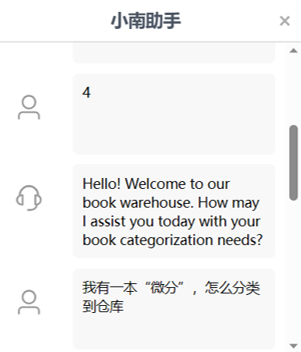 小南助手
4
Hello! Welcome to our
book warehouse. How may
I assist you today with your
book categorization needs?
我有一本“微分”，怎么分类
到仓库